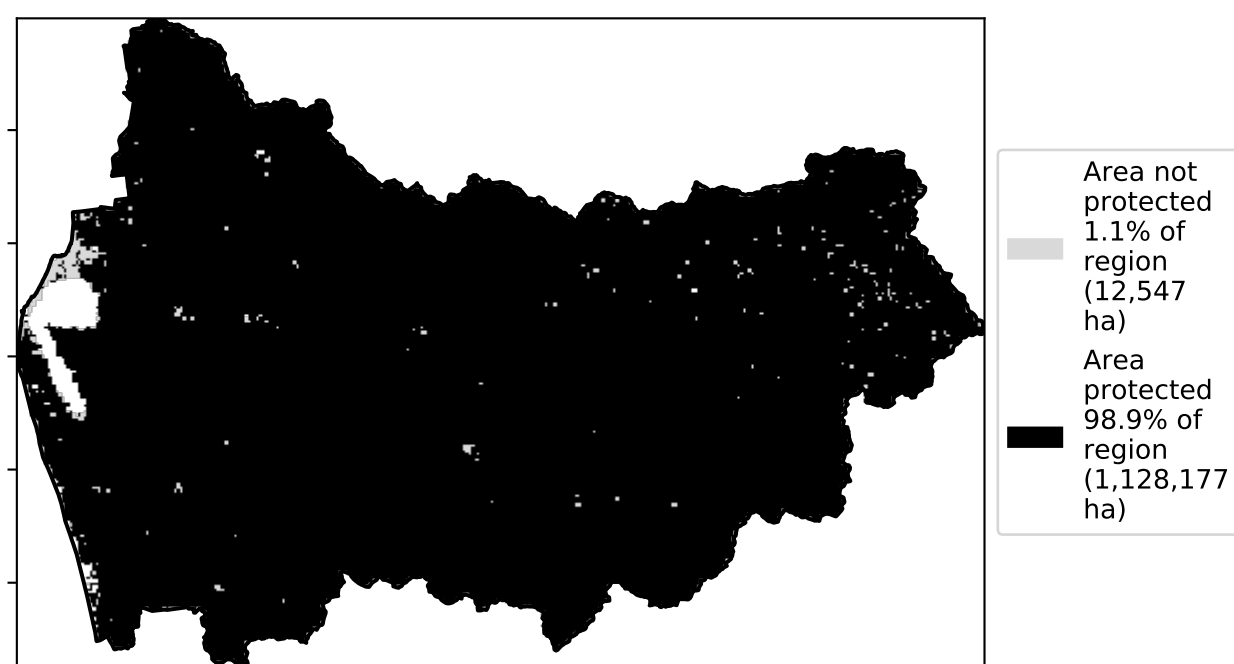 Area not
protected
1.1% of
region
(12,547
ha)
Area
protected
98.9% of
region
(1,128,177
ha)